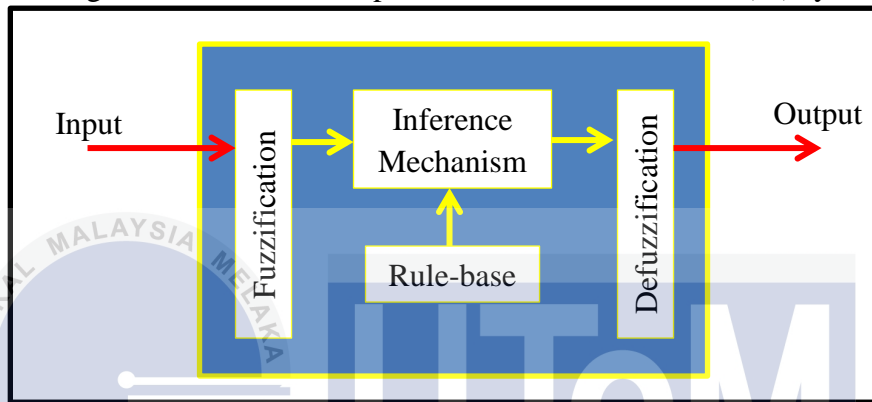 Input
Fuzzification
Inference
Mechanism
Rule-base
Defuzzification
Output
MALAYSIA
MELAKA
UTeM